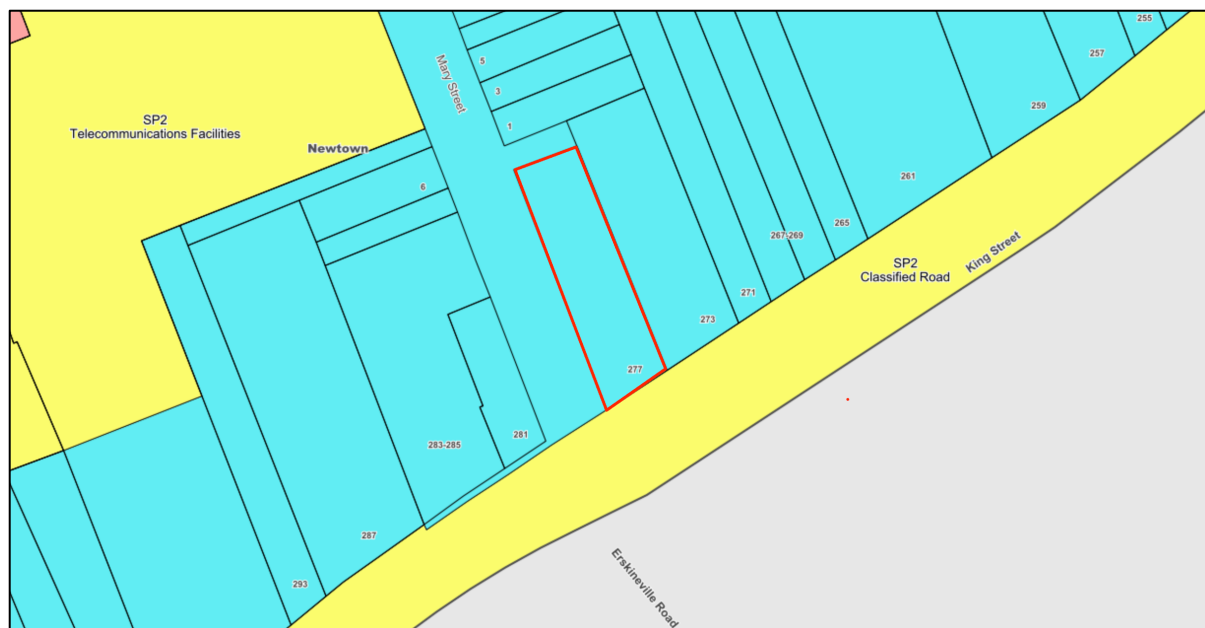 255
257
259
261
5
3
1
Mary Street
SP2
Telecommunications Facilities
Newtown
6
265
267\269
271
273
277
SP2
Classified Road
King Street
281
283-285
287
293
Erskineville Road